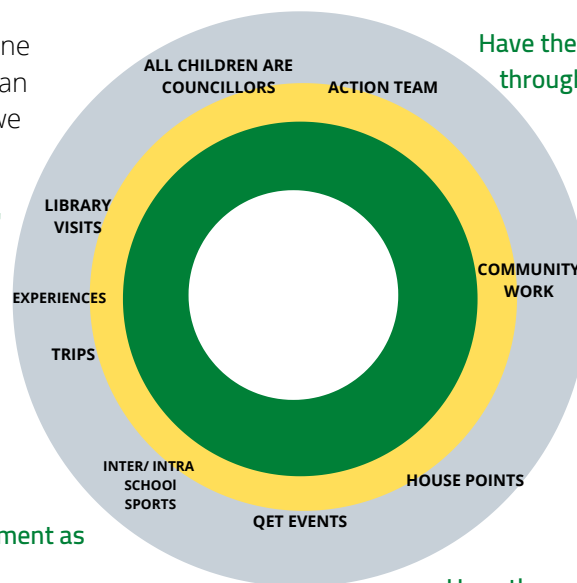 ne
an
we
Have the
through
ALL CHILDREN ARE
COUNCILLORS
ACTION TEAM
LIBRARY
VISITS
COMMUNITY
WORK
EXPERIENCES
TRIPS
INTER/ INTRA
SCHOOl
SPORTS
HOUSE POINTS
QET EVENTS
ment as